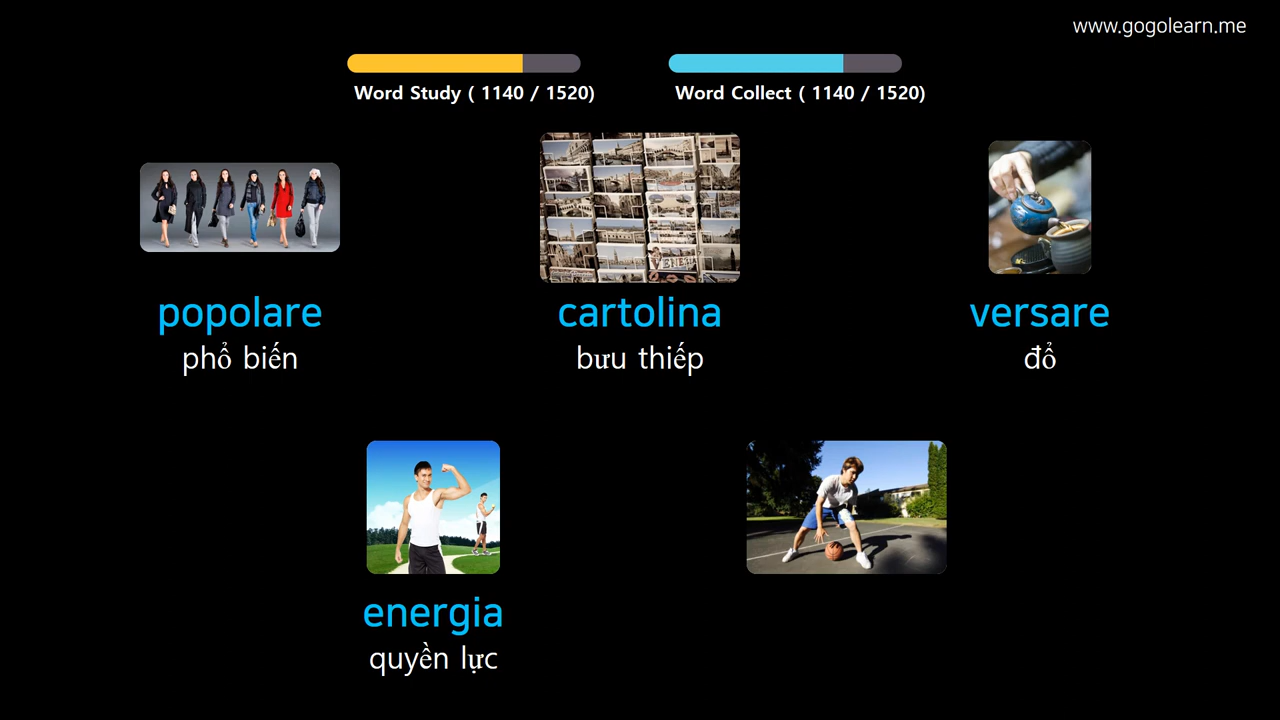 www.gogolearn.me
Word Study ( 1140 / 1520)
Word Collect ( 1140 / 1520)
popolare
phổ biến
cartolina
bưu thiếp
versare
đổ
energia
quyền lực